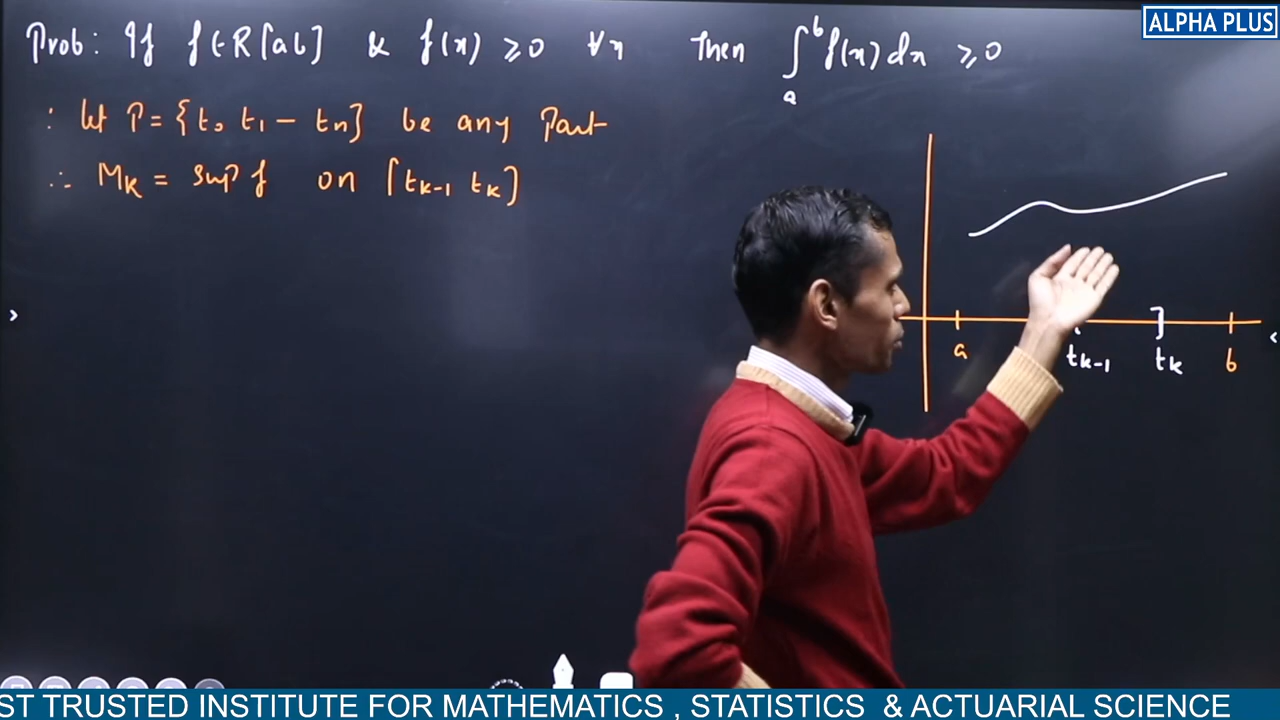 ALPHA PLUS
Prob: If f ∈ R[a b] & f(x) ≥ 0 ∀x Then ∫_a^b f(x) dx ≥ 0
: let P = {t₀ t₁ – tₙ} be any Part
∴ Mₖ = sup f on [tₖ₋₁ tₖ]
a tₖ₋₁ tₖ b
ST TRUSTED INSTITUTE FOR MATHEMATICS , STATISTICS & ACTUARIAL SCIENCE